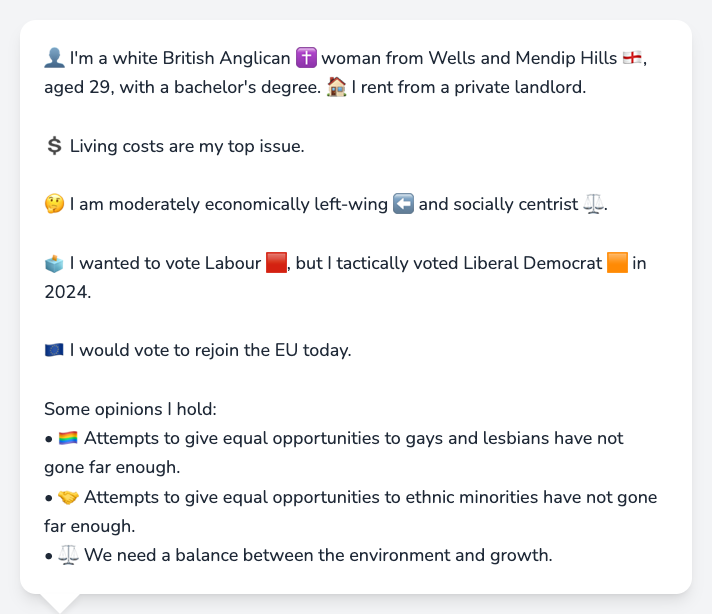 👤 I'm a white British Anglican ✝️ woman from Wells and Mendip Hills 🏴󠁧󠁢󠁥󠁮󠁧󠁿,
aged 29, with a bachelor's degree. 🏠 I rent from a private landlord.
💲 Living costs are my top issue.
🤔 I am moderately economically left-wing ⬅️ and socially centrist ⚖️.
🗳️ I wanted to vote Labour 🟥, but I tactically voted Liberal Democrat 🟧 in
2024.
🇪🇺 I would vote to rejoin the EU today.
Some opinions I hold:
• 🏳️‍🌈 Attempts to give equal opportunities to gays and lesbians have not
gone far enough.
• 🤝 Attempts to give equal opportunities to ethnic minorities have not gone
far enough.
• ⚖️ We need a balance between the environment and growth.